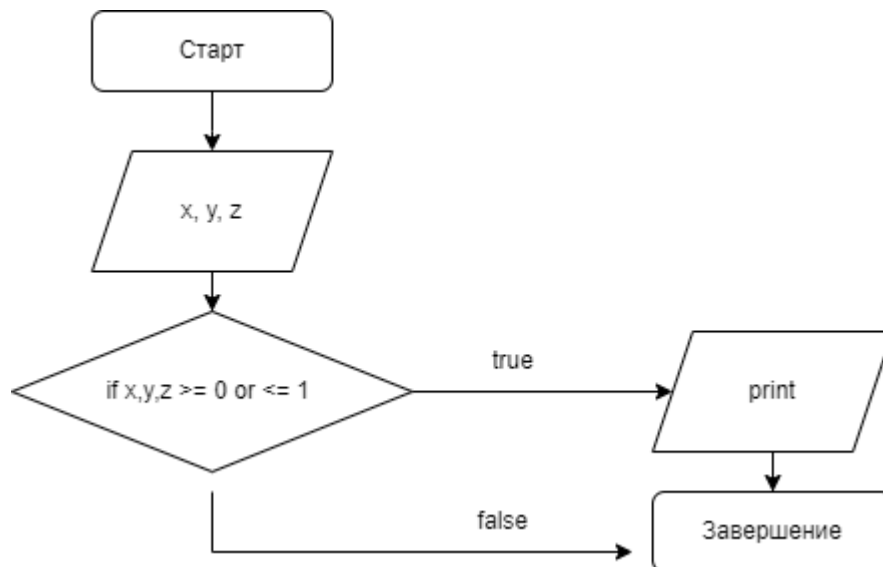 Старт
x, y, z
if x,y,z >= 0 or <= 1
true
print
false
Завершение